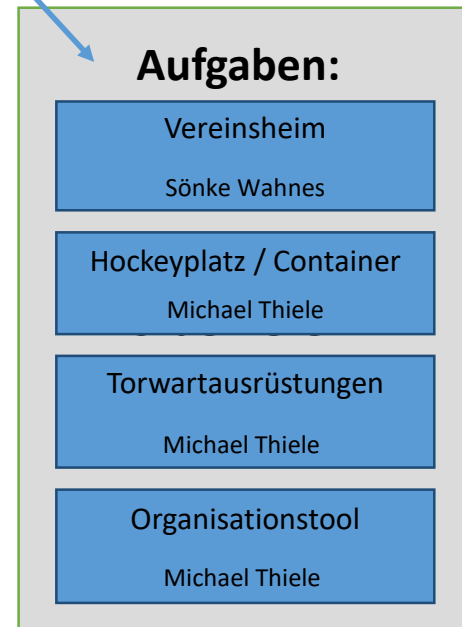 Aufgaben:
Vereinsheim
Sönke Wahnes
Hockeyplatz / Container
Michael Thiele
Torwartausrüstungen
Michael Thiele
Organisationstool
Michael Thiele